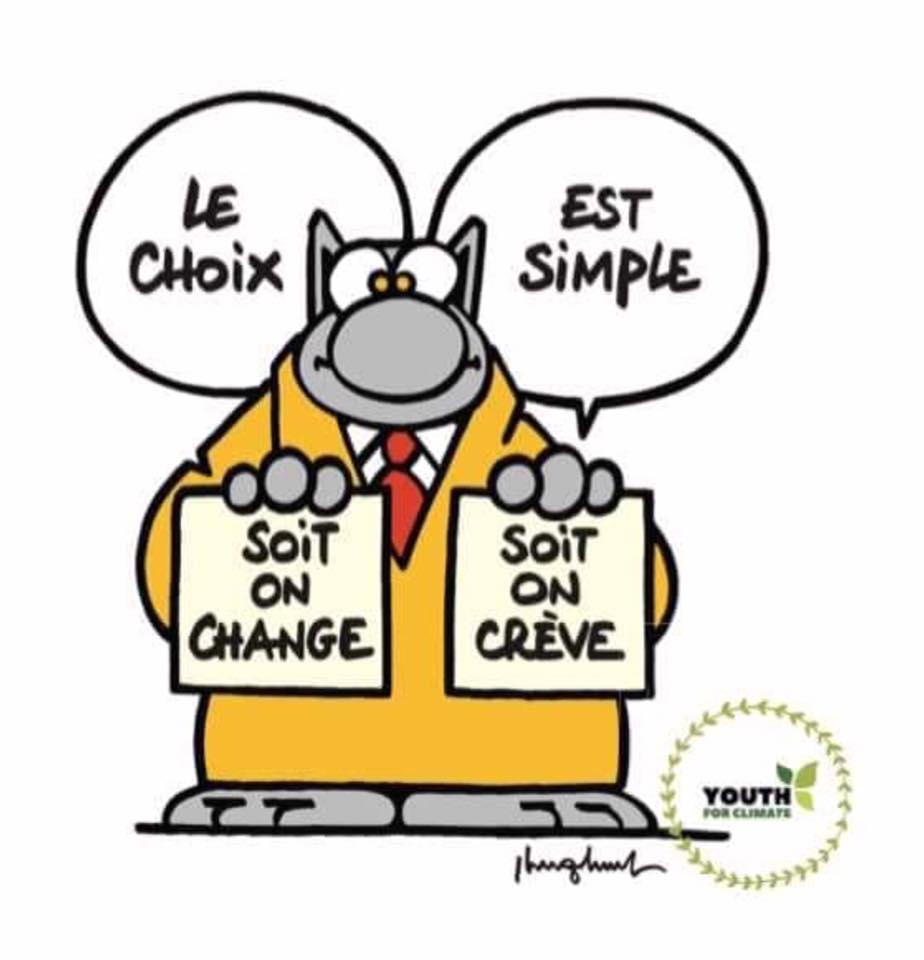 LE
CHOiX
EST
SiMPLE
SOiT
ON
CHANGE
SOiT
ON
CRÈVE
YOUTH
FOR CLIMATE